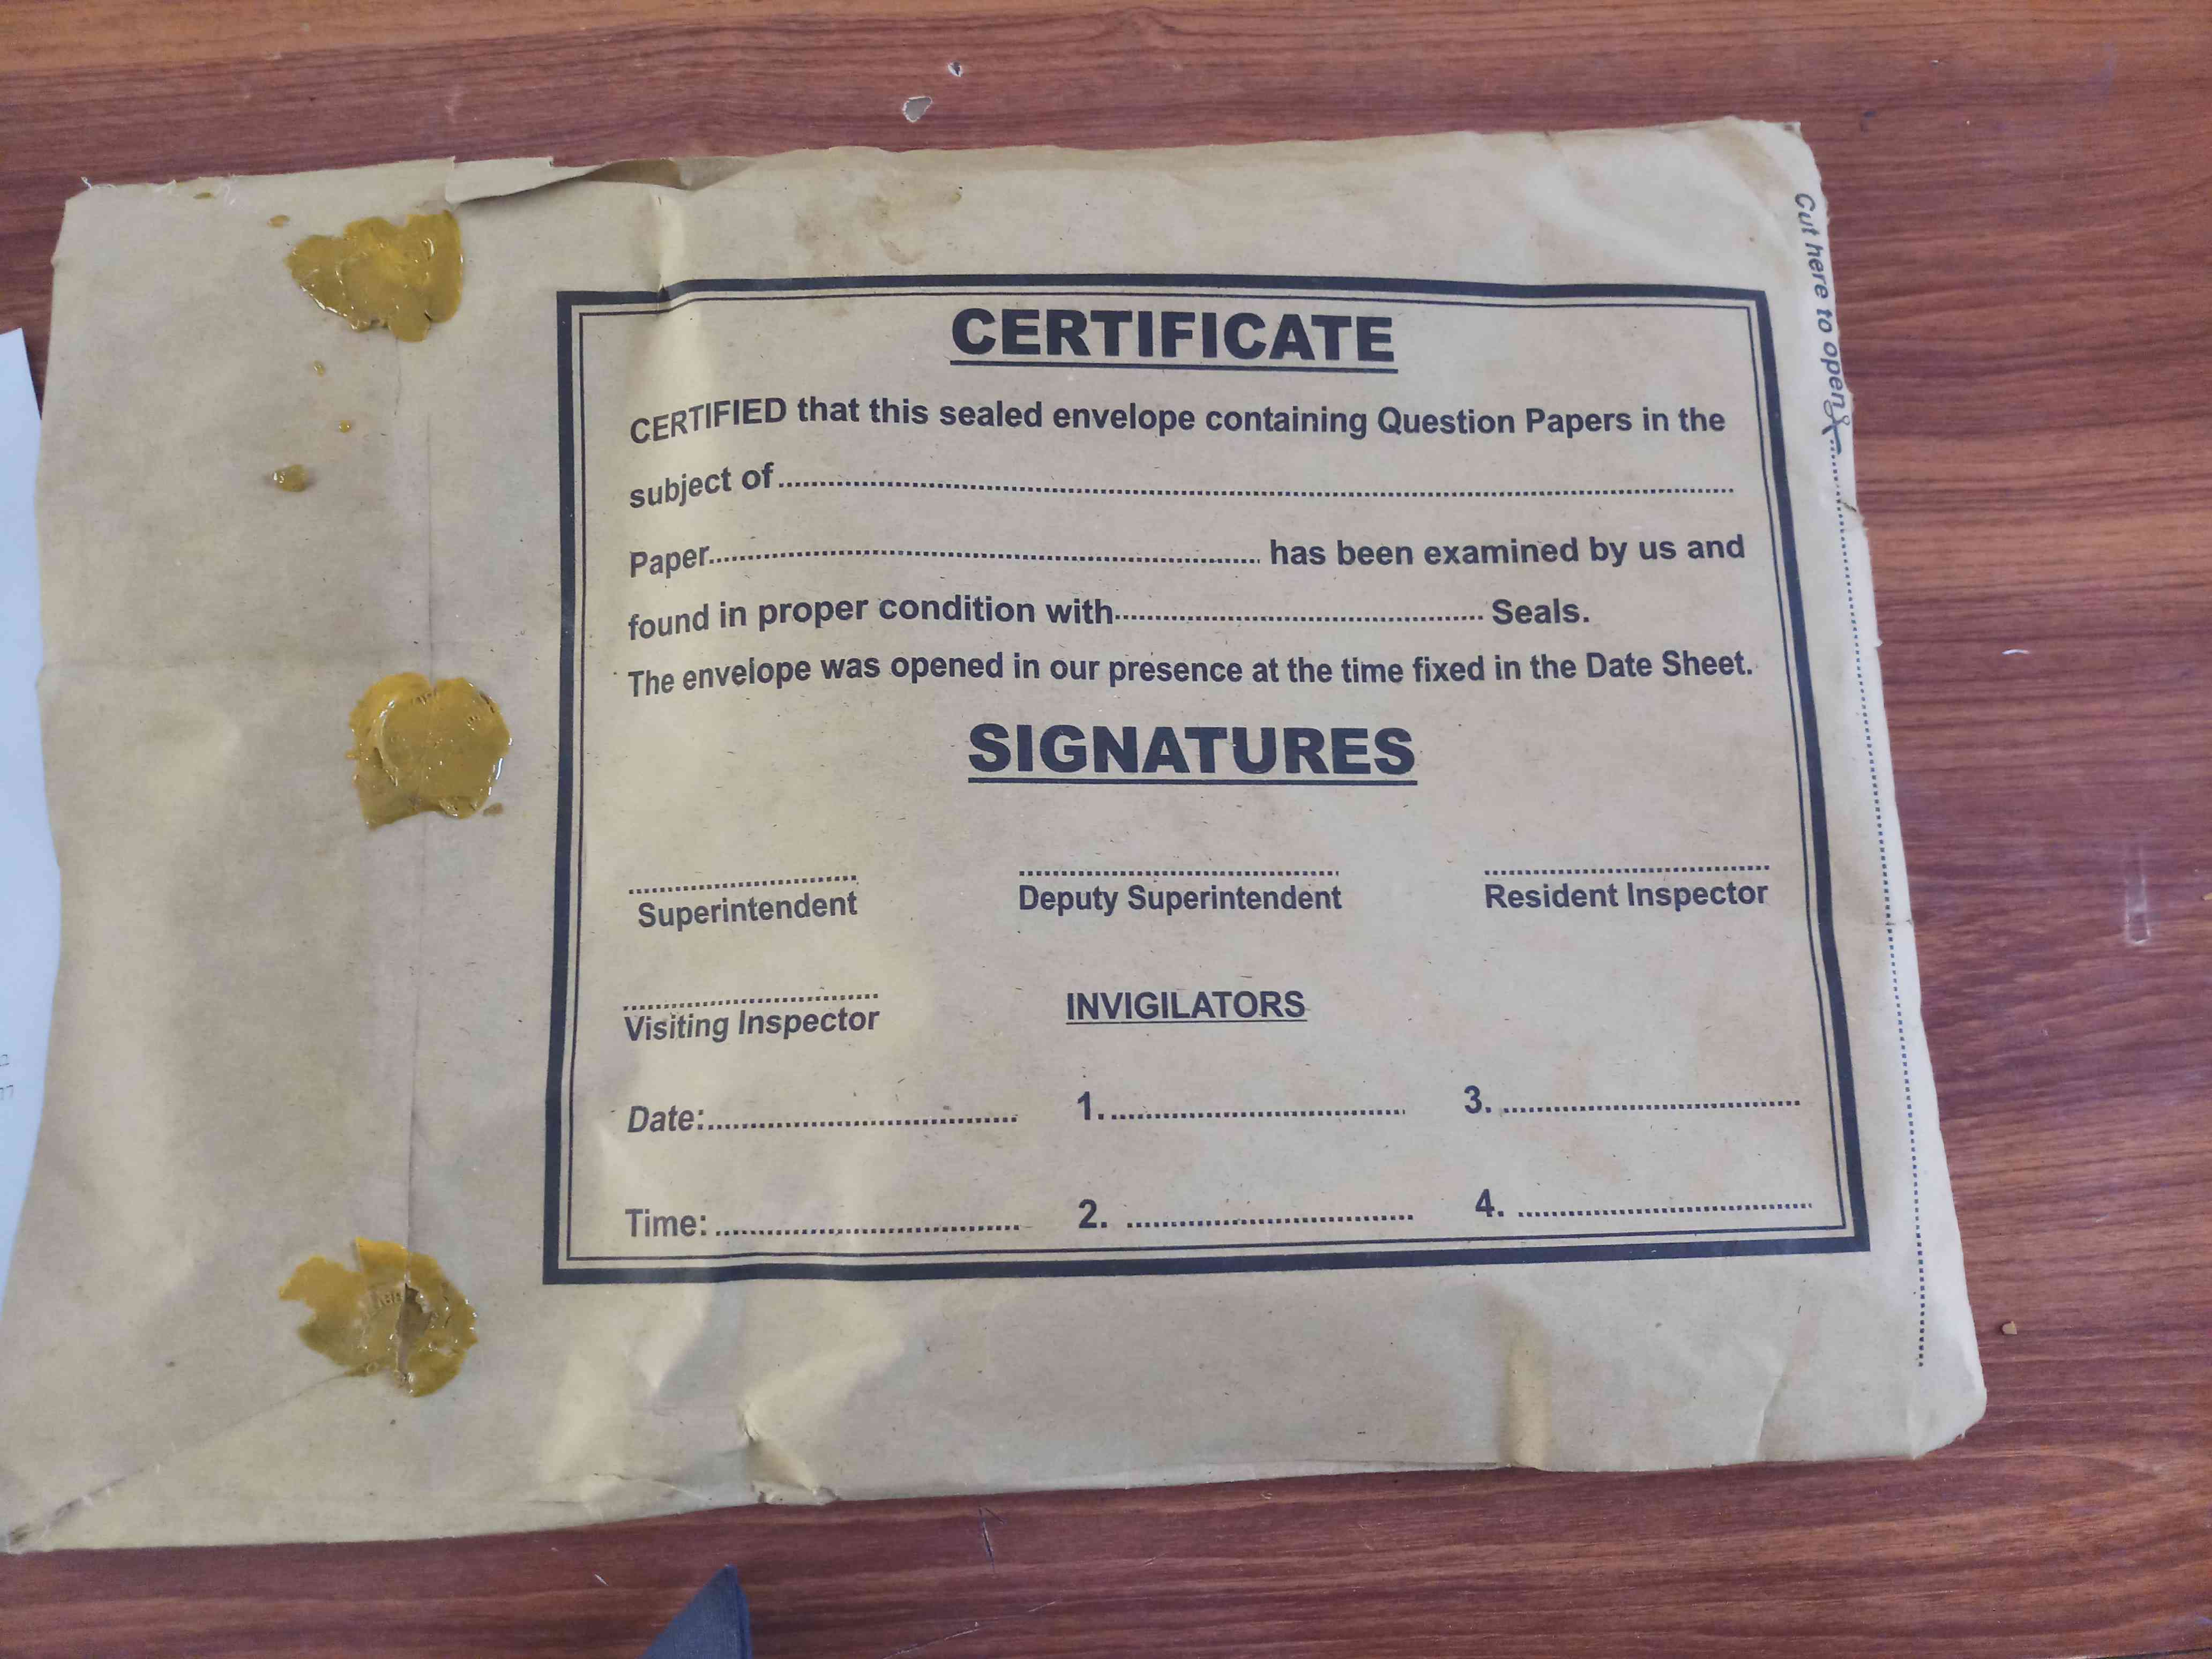 CERTIFICATE
CERTIFIED that this sealed envelope containing Question Papers in the
subject of........................................................................
Paper........................................ has been examined by us and
found in proper condition with.............................. Seals.
The envelope was opened in our presence at the time fixed in the Date Sheet.
SIGNATURES
Superintendent Deputy Superintendent Resident Inspector
Visiting Inspector INVIGILATORS
Date:.............................. 1............................... 3. ..............................
Time: .............................. 2. .............................. 4. ..............................
Cut here to open